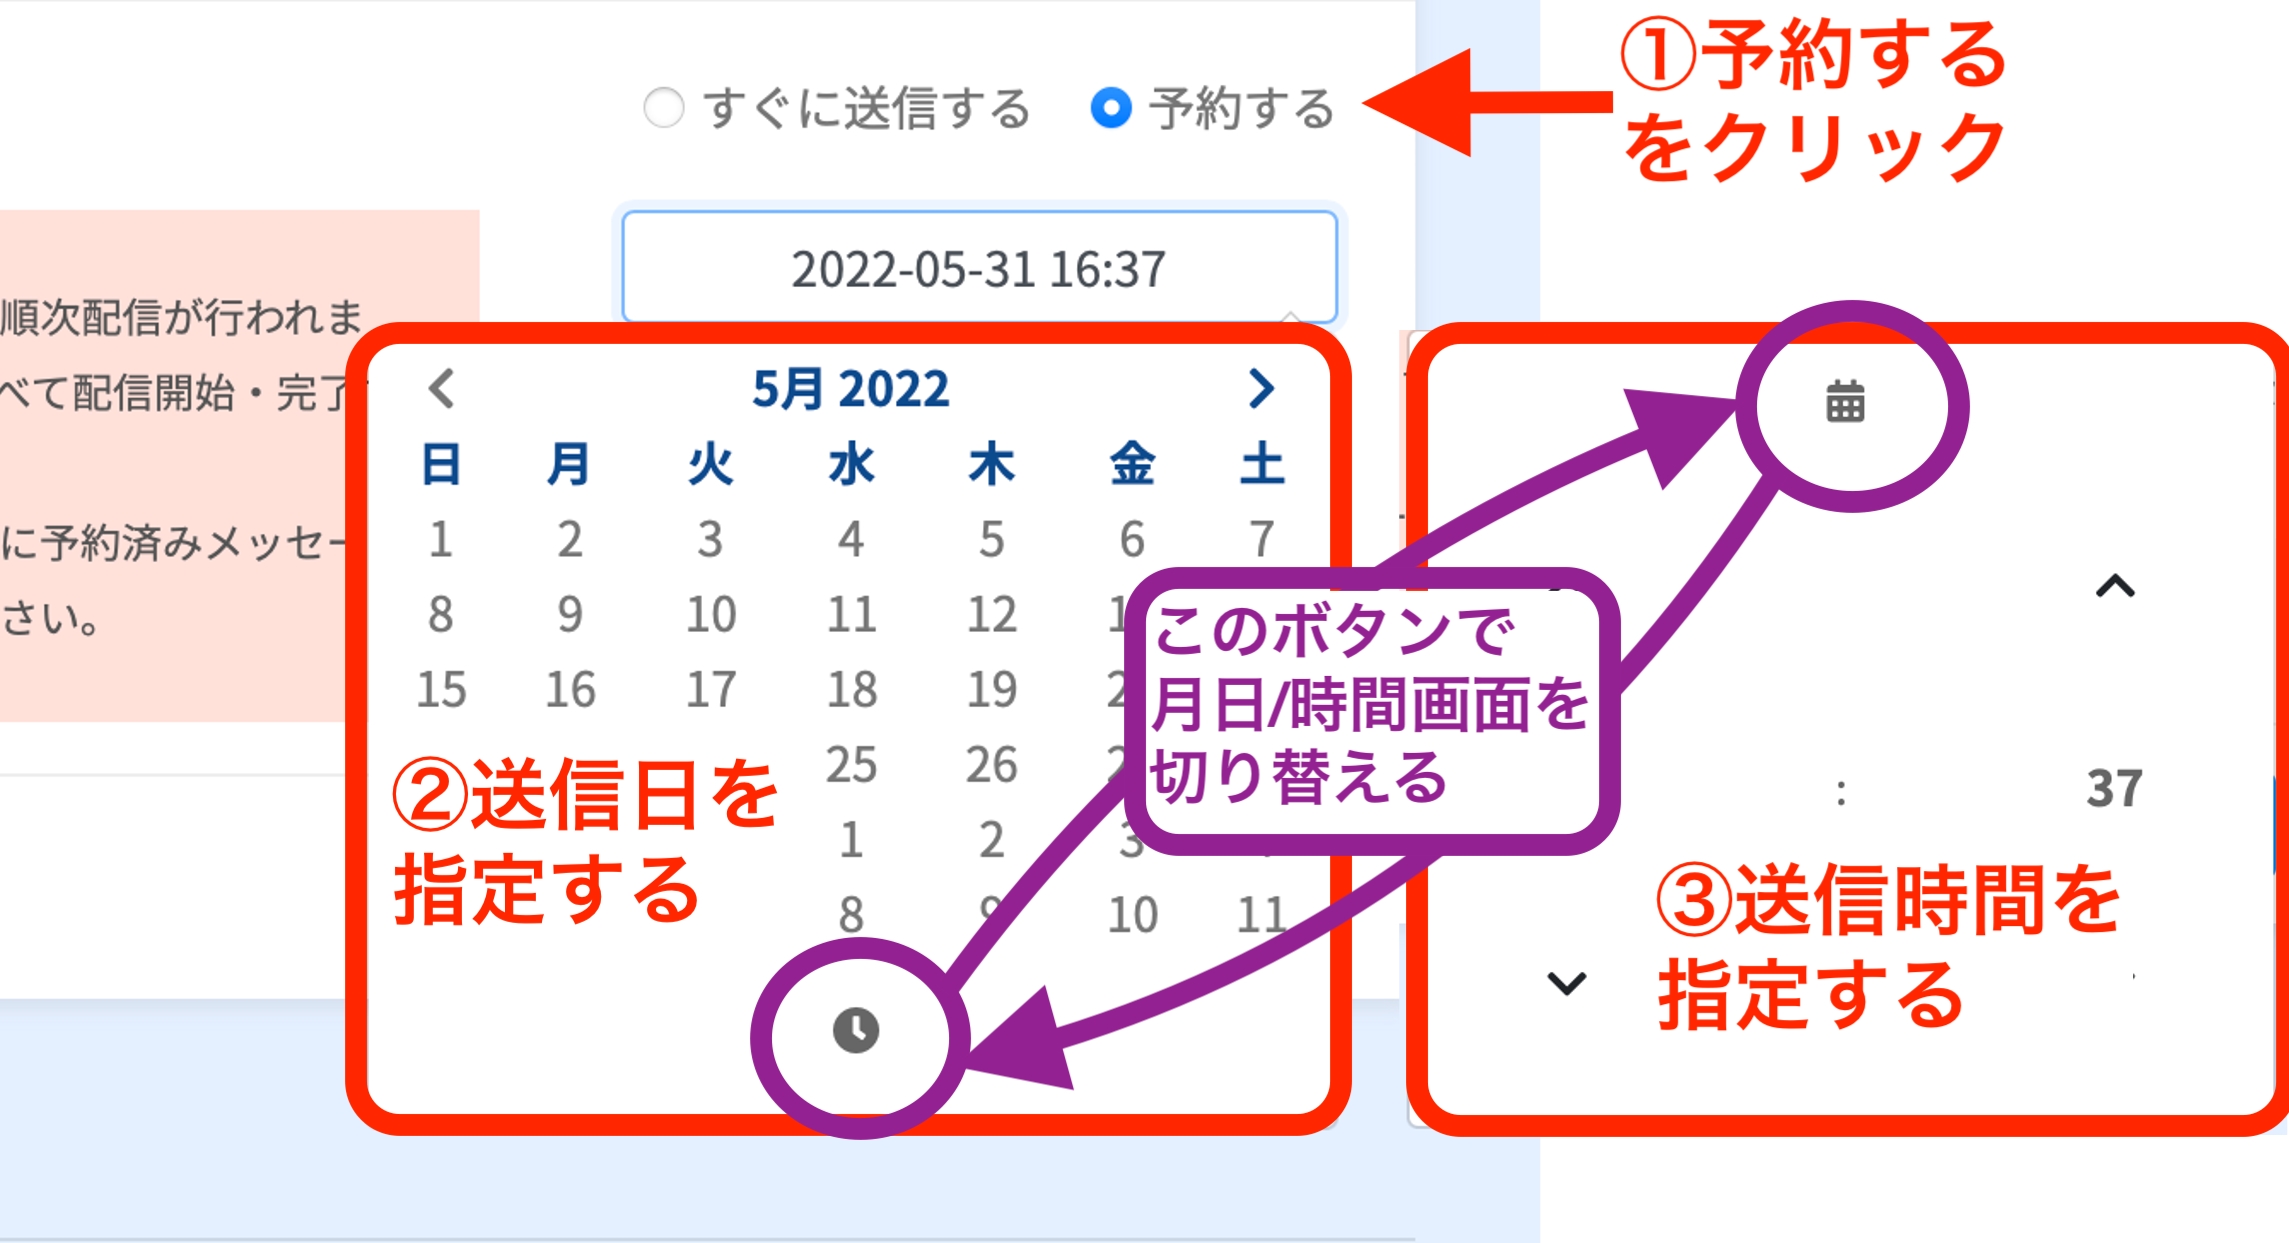 ①予約する
をクリック
すぐに送信する 予約する
2022-05-31 16:37
順次配信が行われま
べて配信開始・完了
に予約済みメッセー
さい。
5月 2022
日 月 火 水 木 金 土
1 2 3 4 5 6 7
8 9 10 11 12
15 16 17 18 19
25 26
1 2 3
8 9 10 11
②送信日を
指定する
このボタンで
月日/時間画面を
切り替える
: 37
③送信時間を
指定する